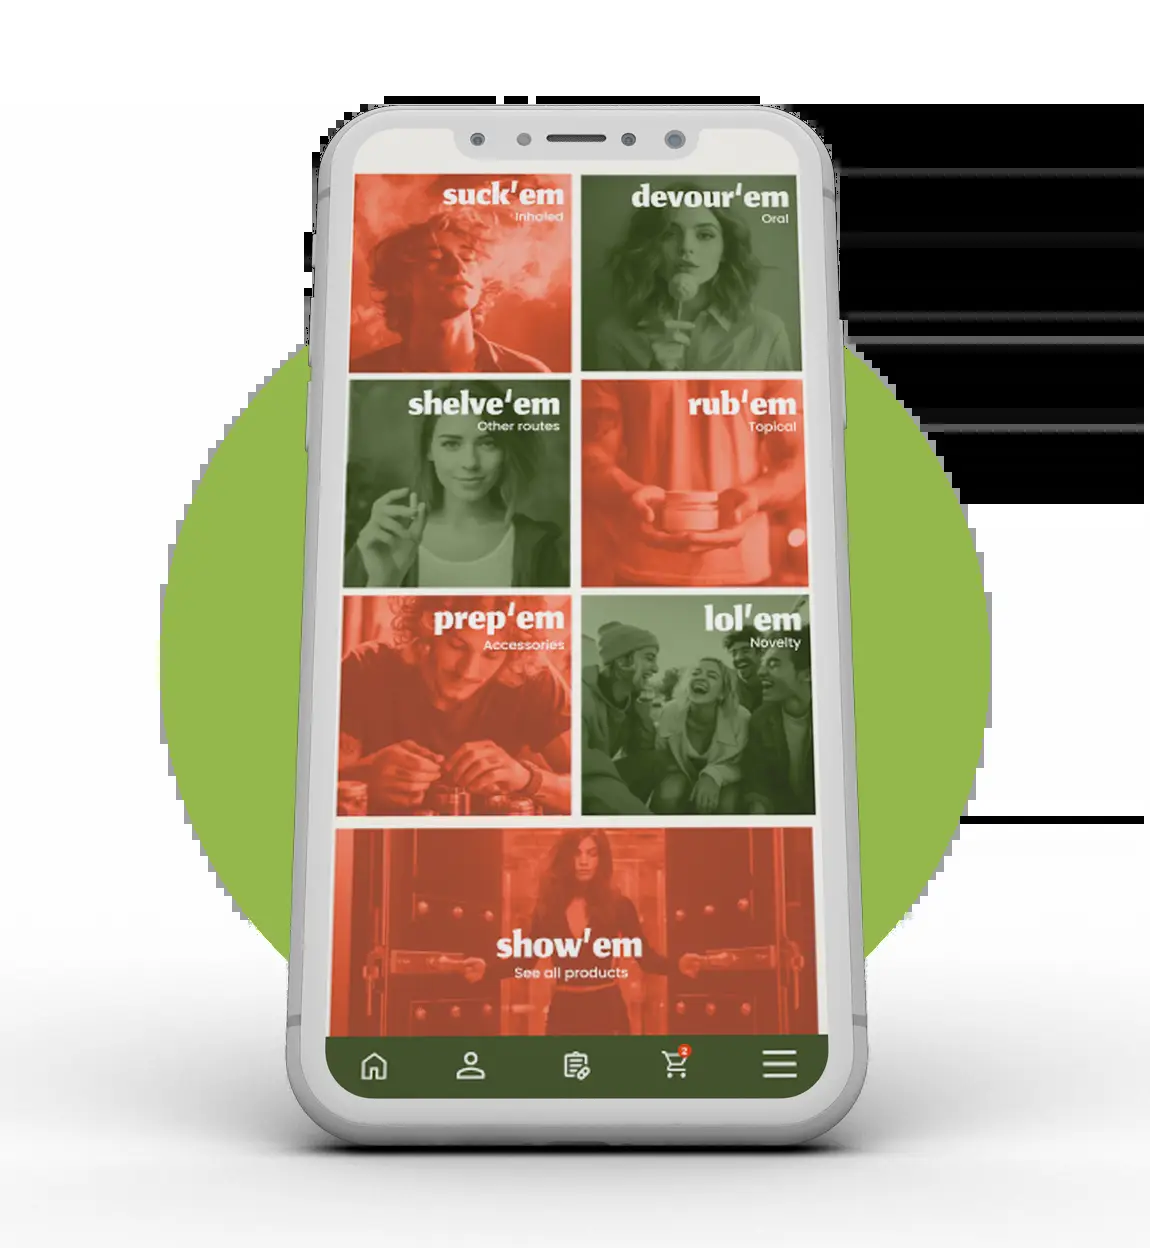 suck'em
Inhaled
devour'em
Oral
shelve'em
Other routes
rub'em
Topical
prep'em
Accessories
lol'em
Novelty
show'em
See all products
2